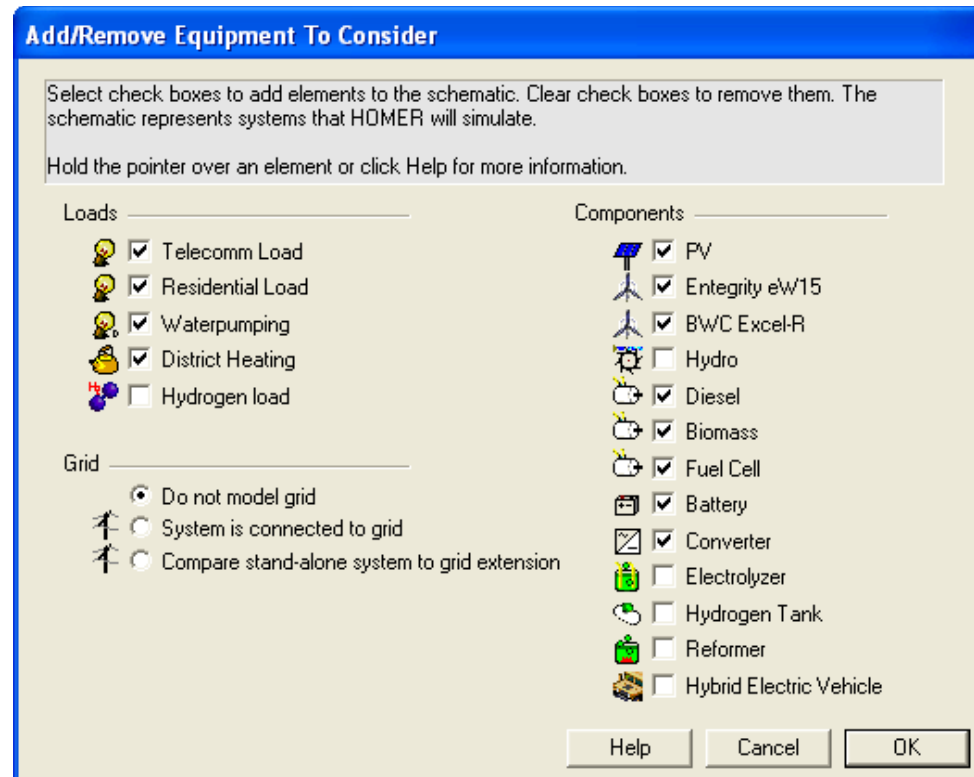 Add/Remove Equipment To Consider
Select check boxes to add elements to the schematic. Clear check boxes to remove them. The
schematic represents systems that HOMER will simulate.
Hold the pointer over an element or click Help for more information.
Loads
Telecomm Load
Residential Load
Waterpumping
District Heating
Hydrogen load
Grid
Do not model grid
System is connected to grid
Compare stand-alone system to grid extension
Components
PV
Entegrity eW15
BWC Excel-R
Hydro
Diesel
Biomass
Fuel Cell
Battery
Converter
Electrolyzer
Hydrogen Tank
Reformer
Hybrid Electric Vehicle
Help
Cancel
OK